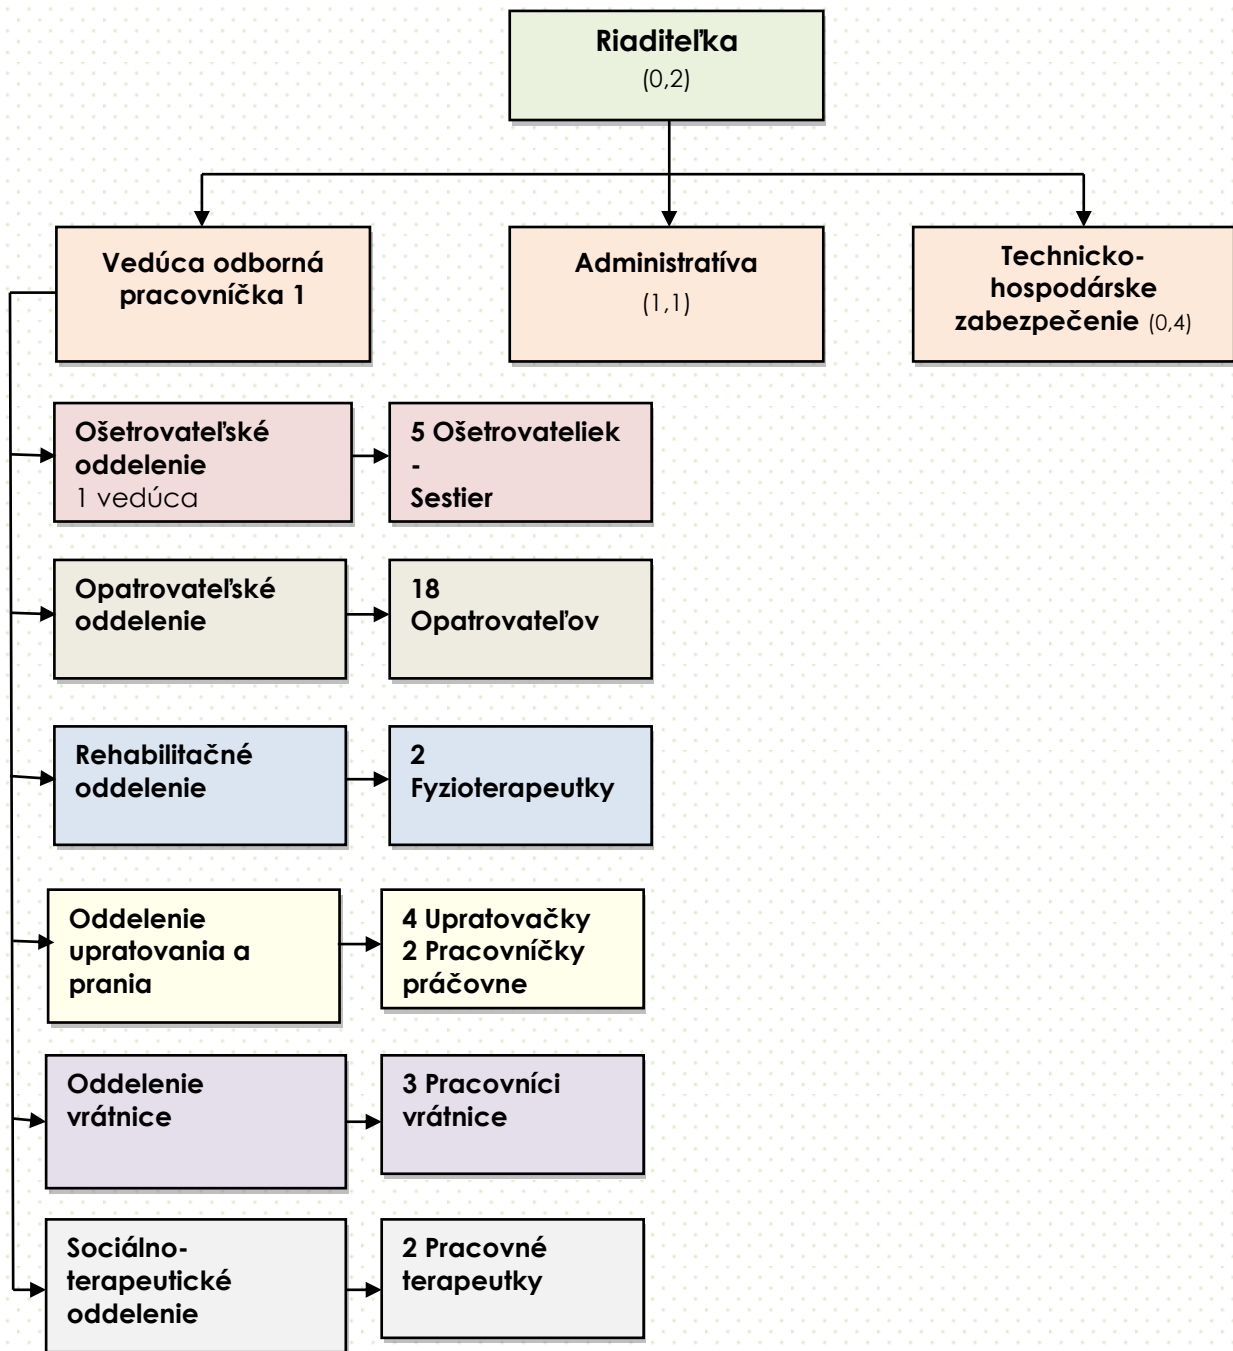 Riaditeľka
(0,2)
Vedúca odborná
pracovníčka 1
Administratíva
(1,1)
Technicko-
hospodárske
zabezpečenie (0,4)
Ošetrovateľské
oddelenie
1 vedúca
5 Ošetrovateliek
-
Sestier
Opatrovateľské
oddelenie
18
Opatrovateľov
Rehabilitačné
oddelenie
2
Fyzioterapeutky
Oddelenie
upratovania a
prania
4 Upratovačky
2 Pracovníčky
práčovne
Oddelenie
vrátnice
3 Pracovníci
vrátnice
Sociálno-
terapeutické
oddelenie
2 Pracovné
terapeutky